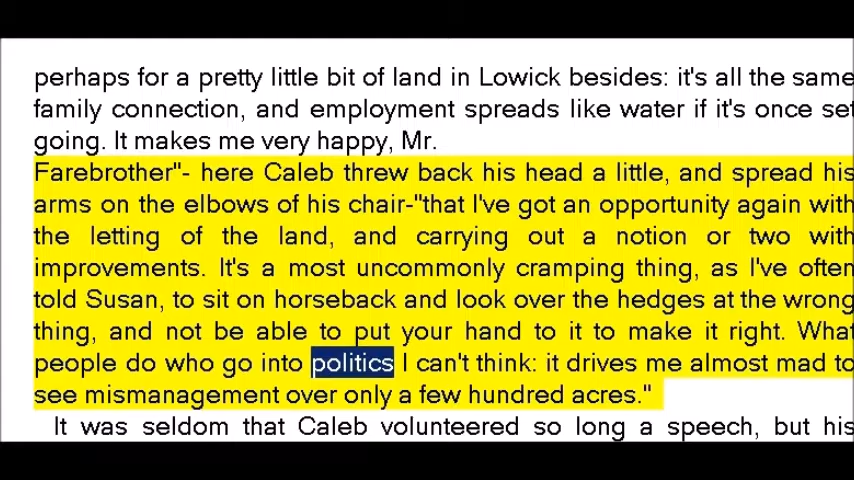 perhaps for a pretty little bit of land in Lowick besides: it's all the same
family connection, and employment spreads like water if it's once set
going. It makes me very happy, Mr.
Farebrother"- here Caleb threw back his head a little, and spread his
arms on the elbows of his chair-"that I've got an opportunity again with
the letting of the land, and carrying out a notion or two with
improvements. It's a most uncommonly cramping thing, as I've often
told Susan, to sit on horseback and look over the hedges at the wrong
thing, and not be able to put your hand to it to make it right. What
people do who go into politics I can't think: it drives me almost mad to
see mismanagement over only a few hundred acres."
It was seldom that Caleb volunteered so long a speech, but his